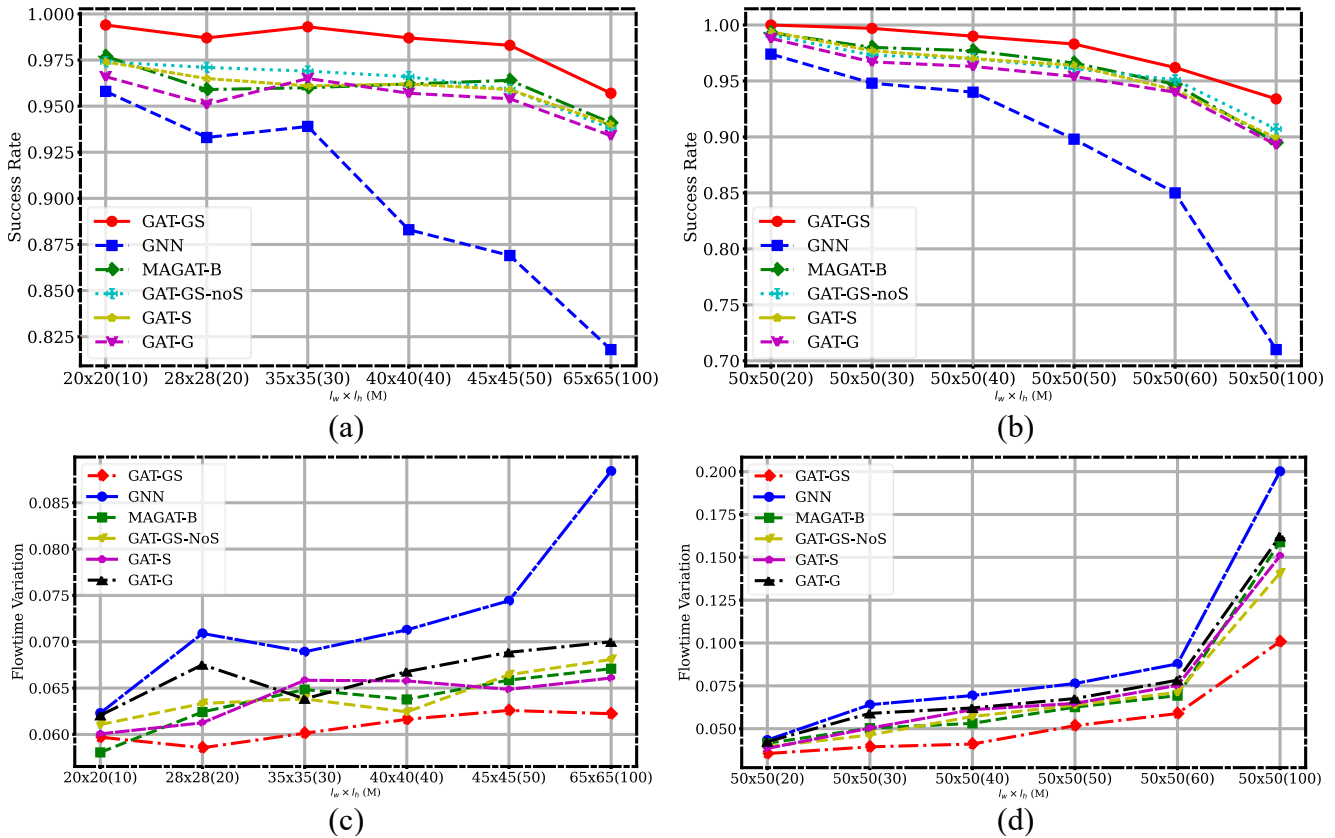 (a)
Success Rate
1.000
0.975
0.950
0.925
0.900
0.875
0.850
0.825
GAT-GS
GNN
MAGAT-B
GAT-GS-noS
GAT-S
GAT-G
20x20(10) 28x28(20) 35x35(30) 40x40(40) 45x45(50) 65x65(100)
l_w × l_h (M)
(a)
(b)
Success Rate
1.00
0.95
0.90
0.85
0.80
0.75
0.70
GAT-GS
GNN
MAGAT-B
GAT-GS-noS
GAT-S
GAT-G
50x50(20) 50x50(30) 50x50(40) 50x50(50) 50x50(60) 50x50(100)
l_w × l_h (M)
(b)
Flowtime Variation
0.085
0.080
0.075
0.070
0.065
0.060
GAT-GS
GNN
MAGAT-B
GAT-GS-NoS
GAT-S
GAT-G
20x20(10) 28x28(20) 35x35(30) 40x40(40) 45x45(50) 65x65(100)
l_w × l_h (M)
(c)
Flowtime Variation
0.200
0.175
0.150
0.125
0.100
0.075
0.050
GAT-GS
GNN
MAGAT-B
GAT-GS-NoS
GAT-S
GAT-G
50x50(20) 50x50(30) 50x50(40) 50x50(50) 50x50(60) 50x50(100)
l_w × l_h (M)
(d)